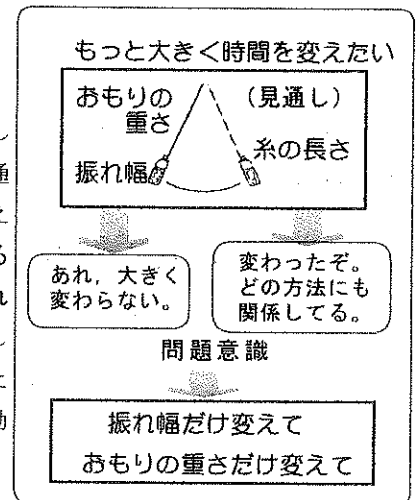 もっと大きく時間を変えたい
おもりの
重さ
(見通し)
糸の長さ
振れ幅
あれ，大きく
変わらない。
変わったぞ。
どの方法にも
関係してる。
問題意識
振れ幅だけ変えて
おもりの重さだけ変えて